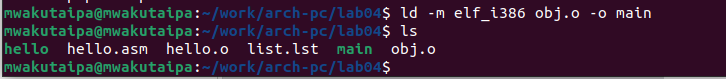 mwakutaipa@mwakutaipa:~/work/arch-pc/lab04$ ld -m elf_i386 obj.o -o main
mwakutaipa@mwakutaipa:~/work/arch-pc/lab04$ ls
hello  hello.asm  hello.o  list.lst  main  obj.o
mwakutaipa@mwakutaipa:~/work/arch-pc/lab04$